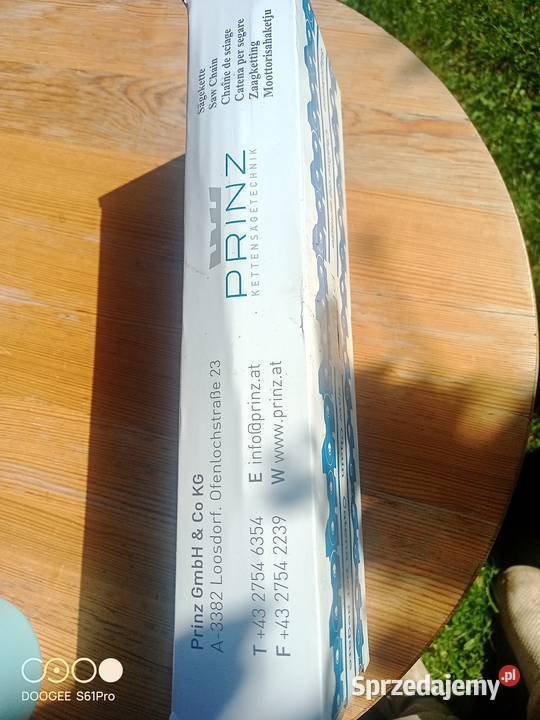 Sägekette
Saw Chain
Chaîne de sciage
Catena per segare
Zaagketting
Moottorisahaketju
PRINZ
KETTENSÄGETECHNIK
Prinz GmbH & Co KG
A-3382 Loosdorf, Ofenlochstraße 23
T +43 2754 6354
E info@prinz.at
F +43 2754 2239
W www.prinz.at
DOOGEE S61Pro
Sprzedajemy.pl